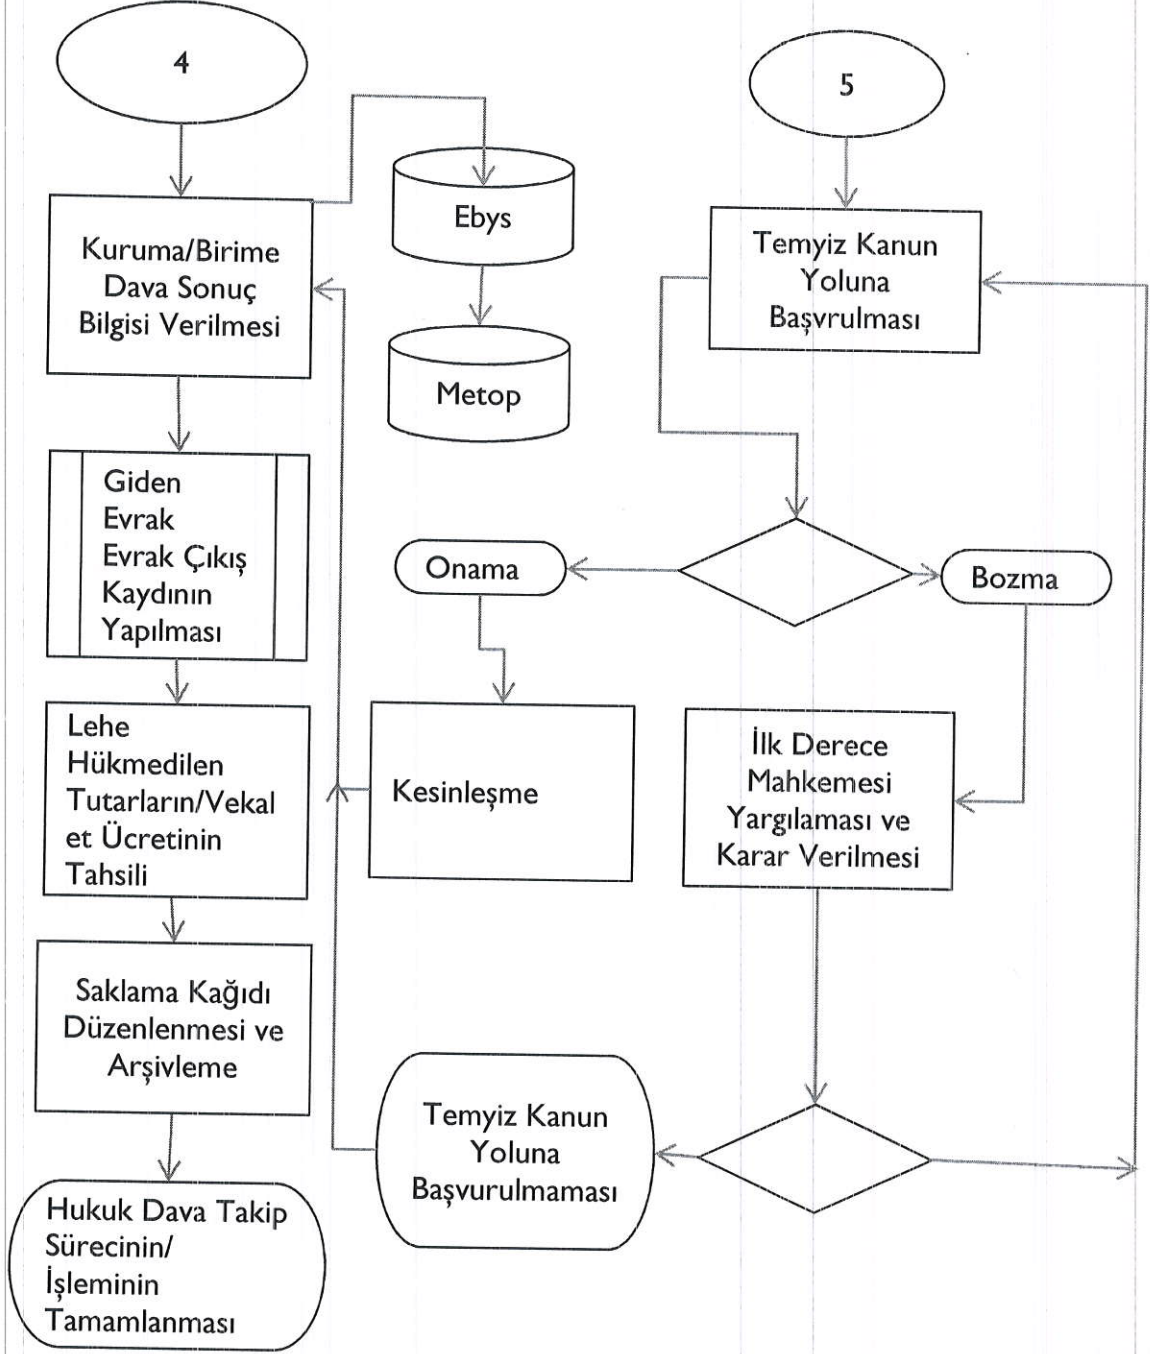 4
5
Ebys
Kuruma/Birime
Dava Sonuç
Bilgisi Verilmesi
Temyiz Kanun
Yoluna
Başvrulması
Metop
Giden
Evrak
Evrak Çıkış
Kaydının
Yapılması
Onama
Bozma
Lehe
Hükmedilen
Tutarların/Vekal
et Ücretinin
Tahsili
Kesinleşme
İlk Derece
Mahkemesi
Yargılaması ve
Karar Verilmesi
Saklama Kağıdı
Düzenlenmesi ve
Arşivleme
Temyiz Kanun
Yoluna
Başvurulmaması
Hukuk Dava Takip
Sürecinin/
İşleminin
Tamamlanması